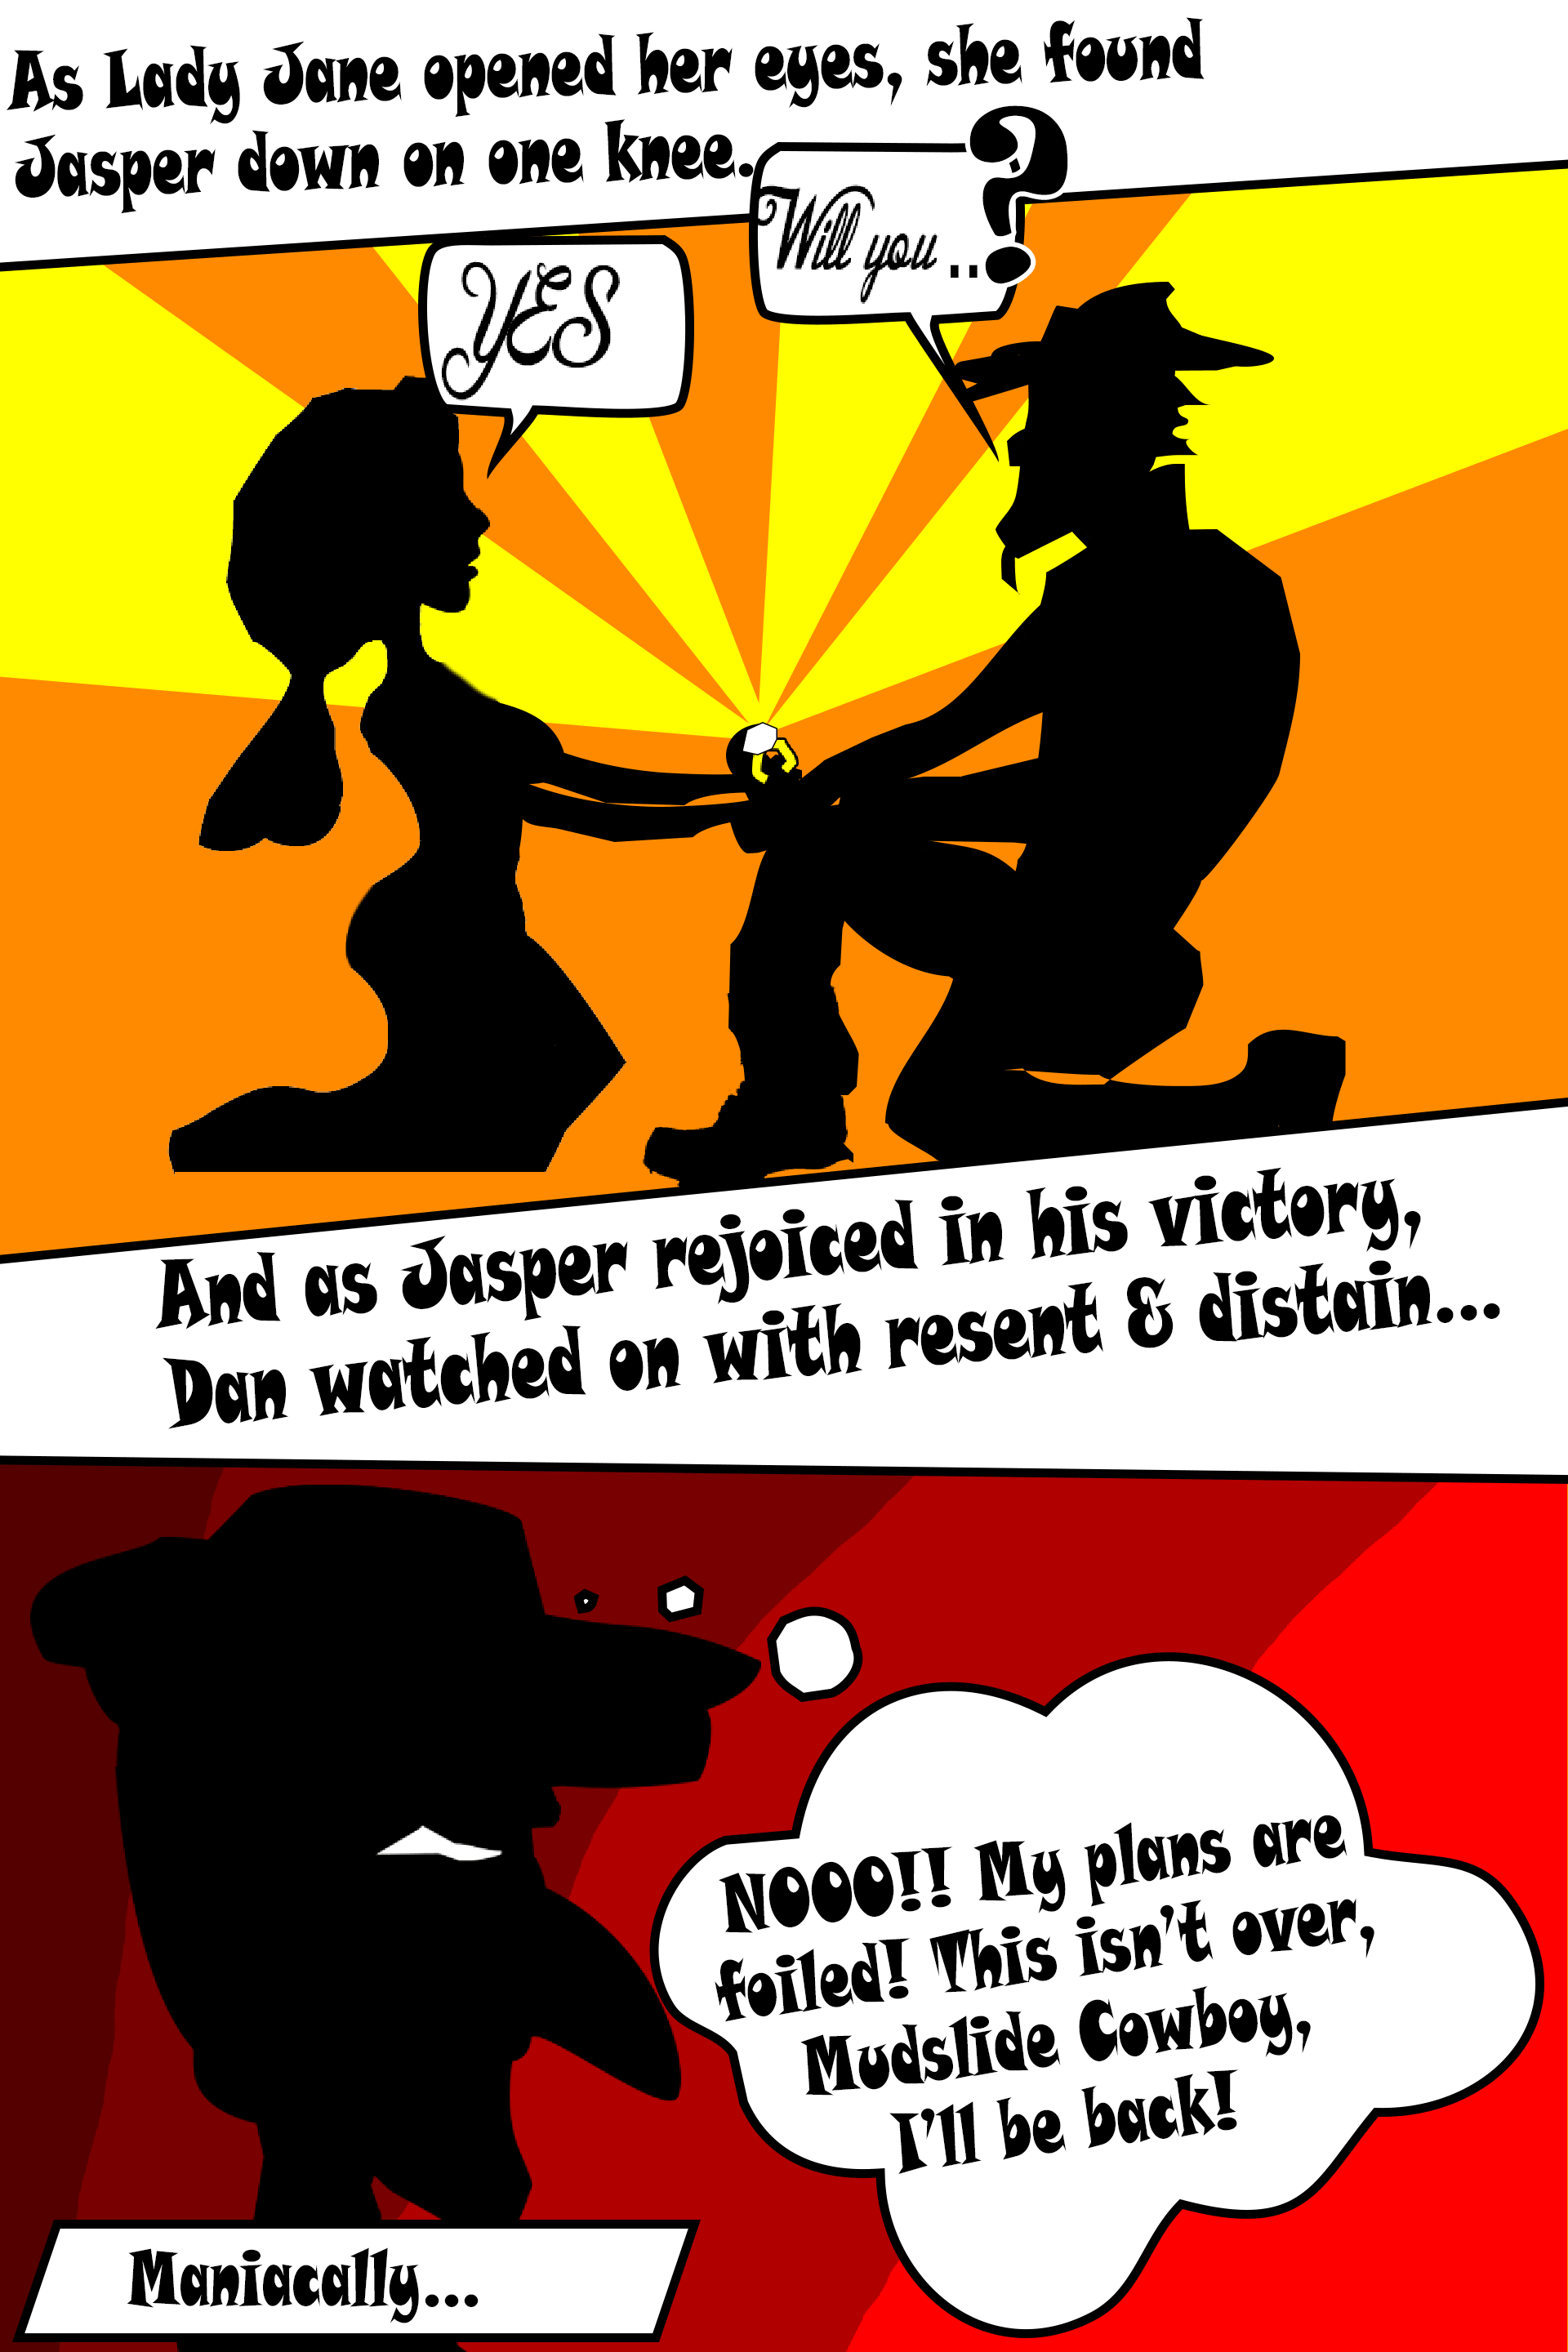 As Lady Jane opened her eyes, she found
Jasper down on one knee.
Will you ..?
YES
And as Jasper rejoiced in his victory,
Dan watched on with resent & distain...
NOOO!! My plans are
foiled! This isn't over,
Mudslide Cowboy,
I'll be back!
Maniacally...